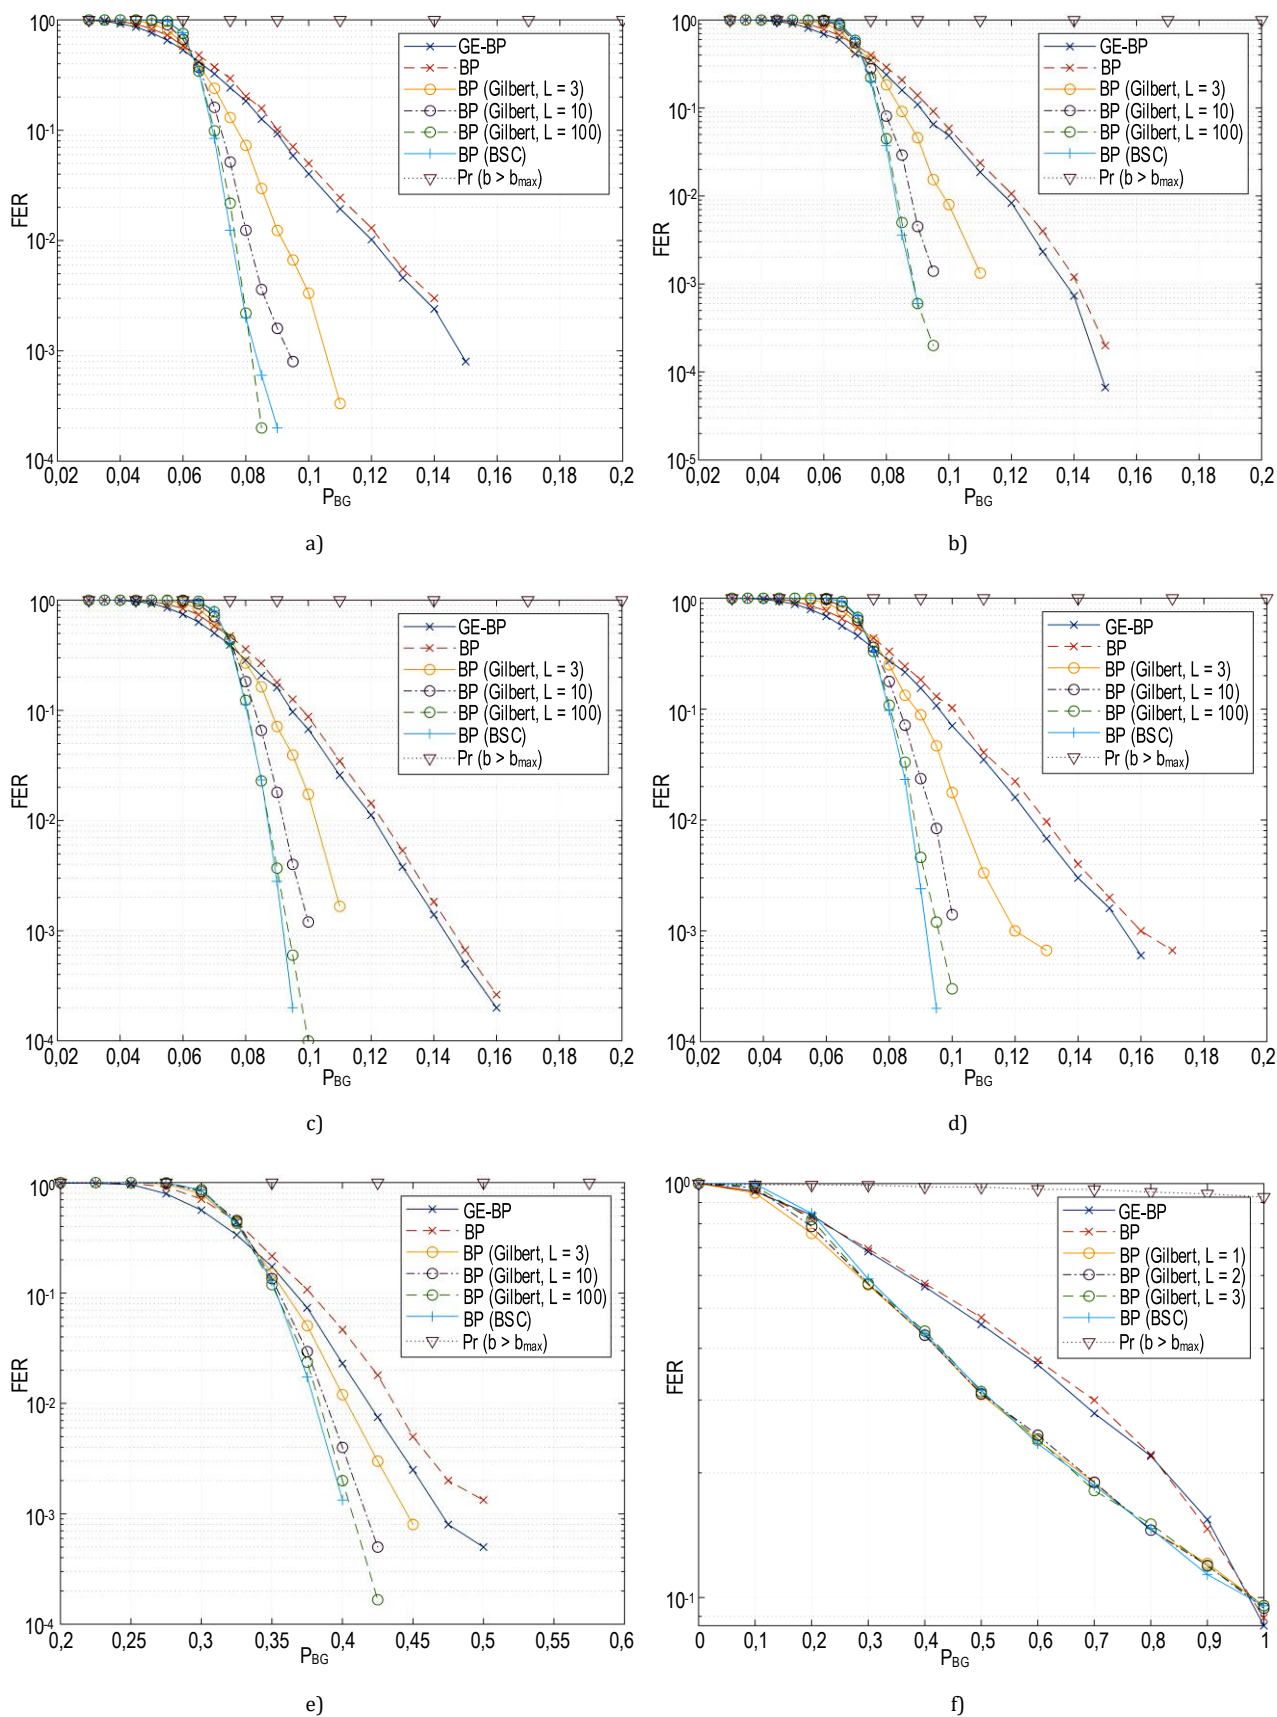 10⁰
10⁻¹
10⁻²
10⁻³
10⁻⁴
FER
0,02 0,04 0,06 0,08 0,1 0,12 0,14 0,16 0,18 0,2
P_BG
GE-BP
BP
BP (Gilbert, L = 3)
BP (Gilbert, L = 10)
BP (Gilbert, L = 100)
BP (BSC)
Pr (b > b_max)
a)
10⁰
10⁻¹
10⁻²
10⁻³
10⁻⁴
10⁻⁵
FER
0,02 0,04 0,06 0,08 0,1 0,12 0,14 0,16 0,18 0,2
P_BG
GE-BP
BP
BP (Gilbert, L = 3)
BP (Gilbert, L = 10)
BP (Gilbert, L = 100)
BP (BSC)
Pr (b > b_max)
b)
10⁰
10⁻¹
10⁻²
10⁻³
10⁻⁴
FER
0,02 0,04 0,06 0,08 0,1 0,12 0,14 0,16 0,18 0,2
P_BG
GE-BP
BP
BP (Gilbert, L = 3)
BP (Gilbert, L = 10)
BP (Gilbert, L = 100)
BP (BSC)
Pr (b > b_max)
c)
10⁰
10⁻¹
10⁻²
10⁻³
10⁻⁴
FER
0,02 0,04 0,06 0,08 0,1 0,12 0,14 0,16 0,18 0,2
P_BG
GE-BP
BP
BP (Gilbert, L = 3)
BP (Gilbert, L = 10)
BP (Gilbert, L = 100)
BP (BSC)
Pr (b > b_max)
d)
10⁰
10⁻¹
10⁻²
10⁻³
10⁻⁴
FER
0,2 0,25 0,3 0,35 0,4 0,45 0,5 0,55 0,6
P_BG
GE-BP
BP
BP (Gilbert, L = 3)
BP (Gilbert, L = 10)
BP (Gilbert, L = 100)
BP (BSC)
Pr (b > b_max)
e)
10⁰
10⁻¹
FER
0 0,1 0,2 0,3 0,4 0,5 0,6 0,7 0,8 0,9 1
P_BG
GE-BP
BP
BP (Gilbert, L = 1)
BP (Gilbert, L = 2)
BP (Gilbert, L = 3)
BP (BSC)
Pr (b > b_max)
f)